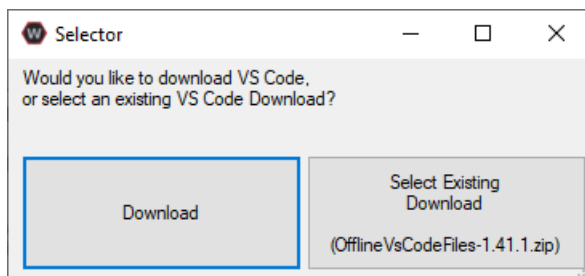 Selector
Would you like to download VS Code,
or select an existing VS Code Download?
Download
Select Existing
Download
(OfflineVsCodeFiles-1.41.1.zip)